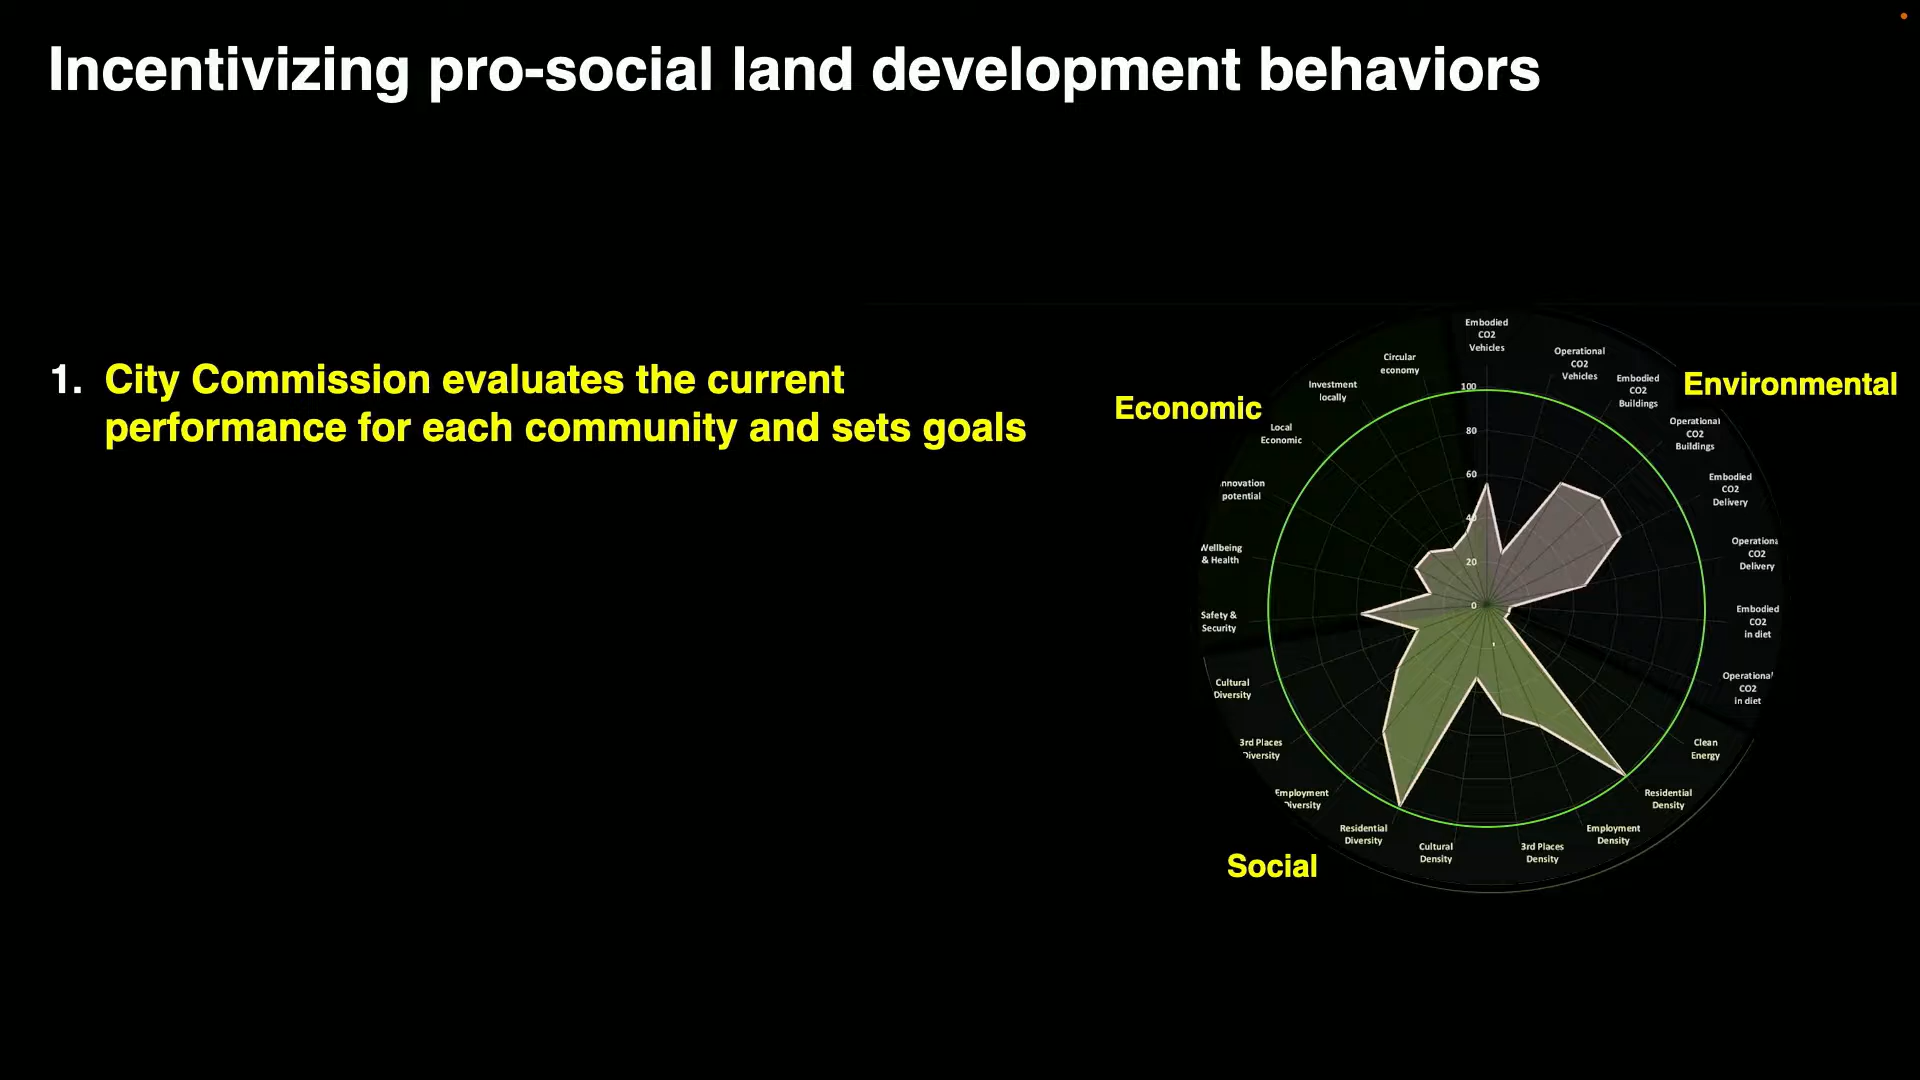 Incentivizing pro-social land development behaviors
1. City Commission evaluates the current
performance for each community and sets goals
Economic
Environmental
Social
Embodied
CO2
Vehicles
Operational
CO2
Vehicles
Embodied
CO2
Buildings
Operational
CO2
Buildings
Embodied
CO2
Delivery
Operationa
CO2
Delivery
Embodied
CO2
in diet
Operational
CO2
in diet
Clean
Energy
Residential
Density
Employment
Density
3rd Places
Density
Cultural
Density
Residential
Diversity
Employment
Diversity
3rd Places
Diversity
Cultural
Diversity
Safety &
Security
Wellbeing
& Health
nnovation
potential
Local
Economic
Investment
locally
Circular
economy
100
80
60
40
20
0